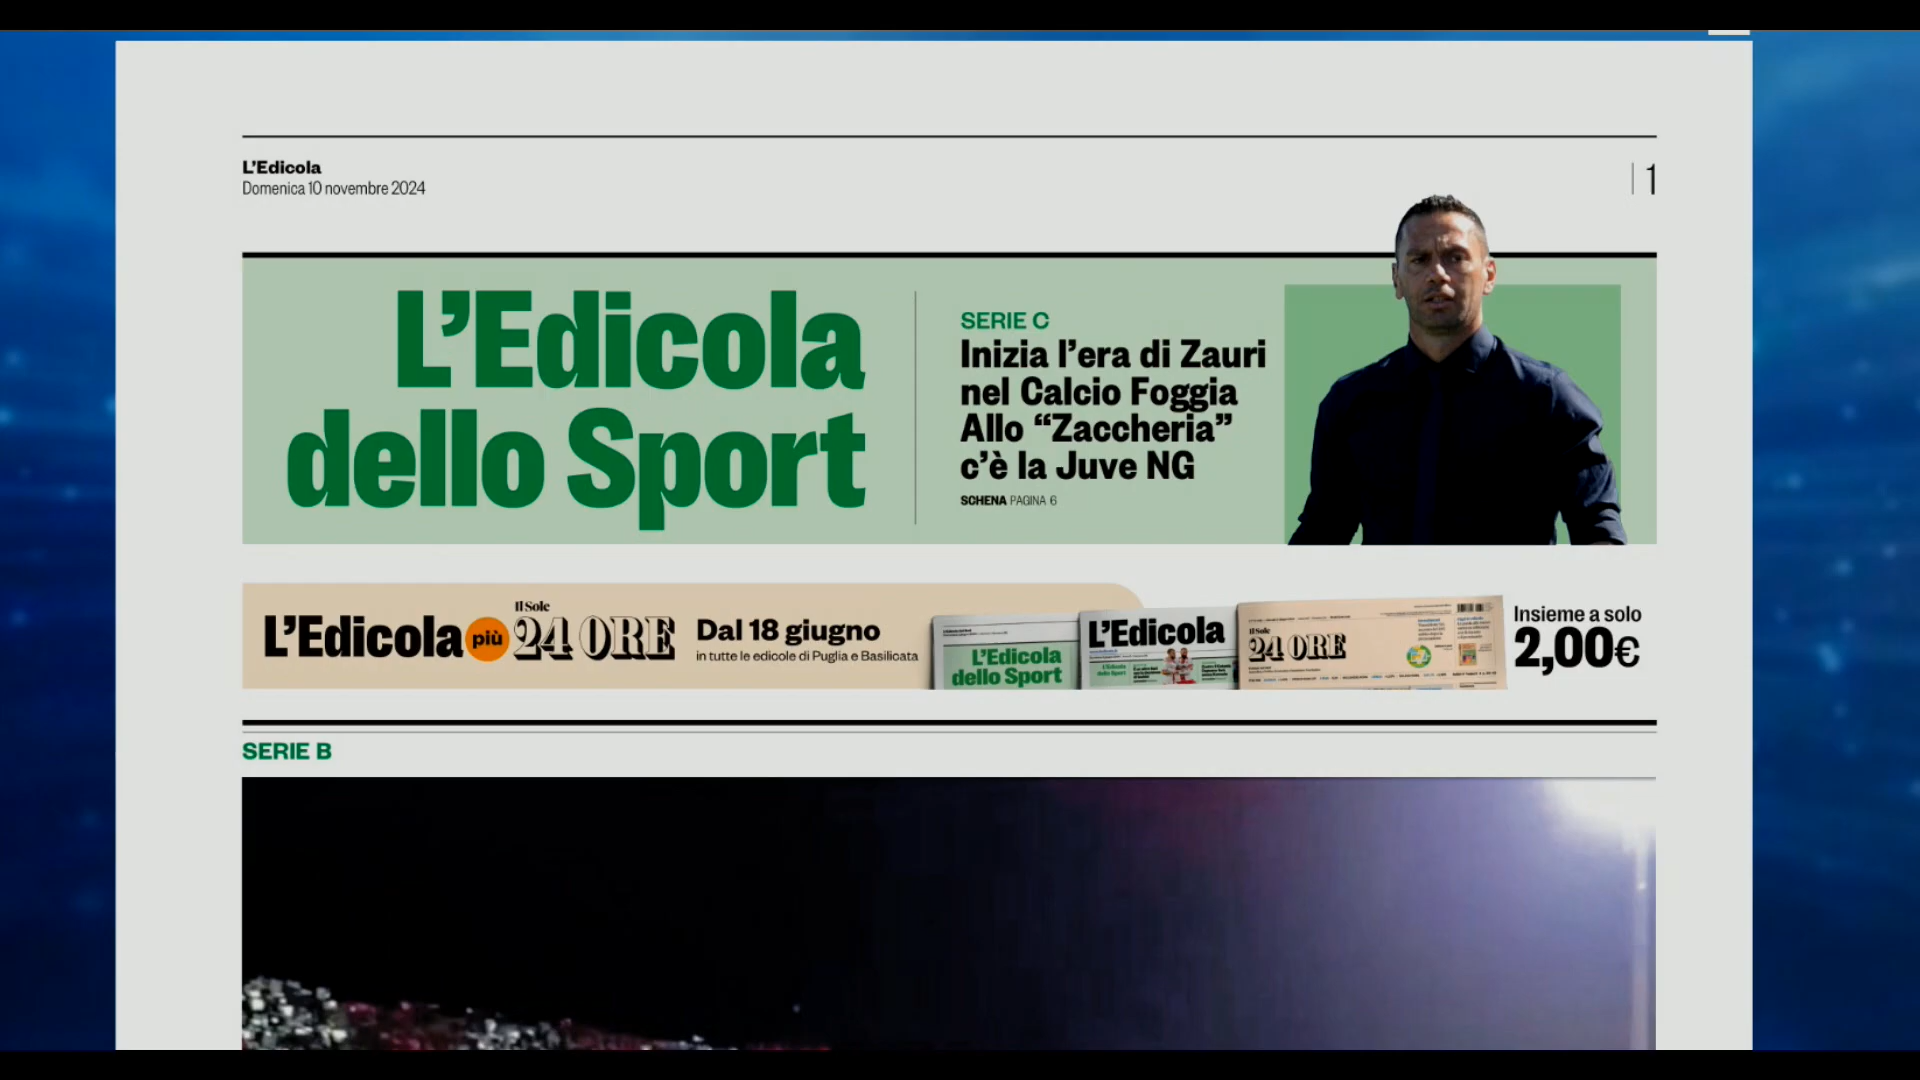 L'Edicola
Domenica 10 novembre 2024
1
L'Edicola
dello Sport
SERIE C
Inizia l'era di Zauri
nel Calcio Foggia
Allo “Zaccheria”
c'è la Juve NG
SCHENA PAGINA 6
L'Edicola più Il Sole 24 ORE
Dal 18 giugno
in tutte le edicole di Puglia e Basilicata
L'Edicola
dello Sport
L'Edicola
Il Sole
24 ORE
Insieme a solo
2,00€
SERIE B